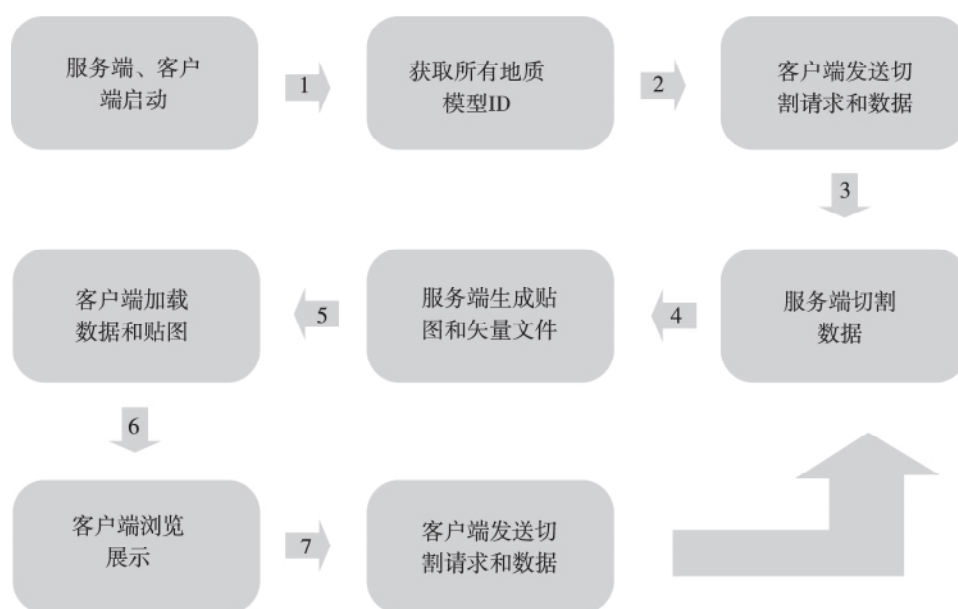 服务端、客户
端启动
1
获取所有地质
模型ID
2
客户端发送切
割请求和数据
3
服务端切割
数据
4
服务端生成贴
图和矢量文件
5
客户端加载
数据和贴图
6
客户端浏览
展示
7
客户端发送切
割请求和数据